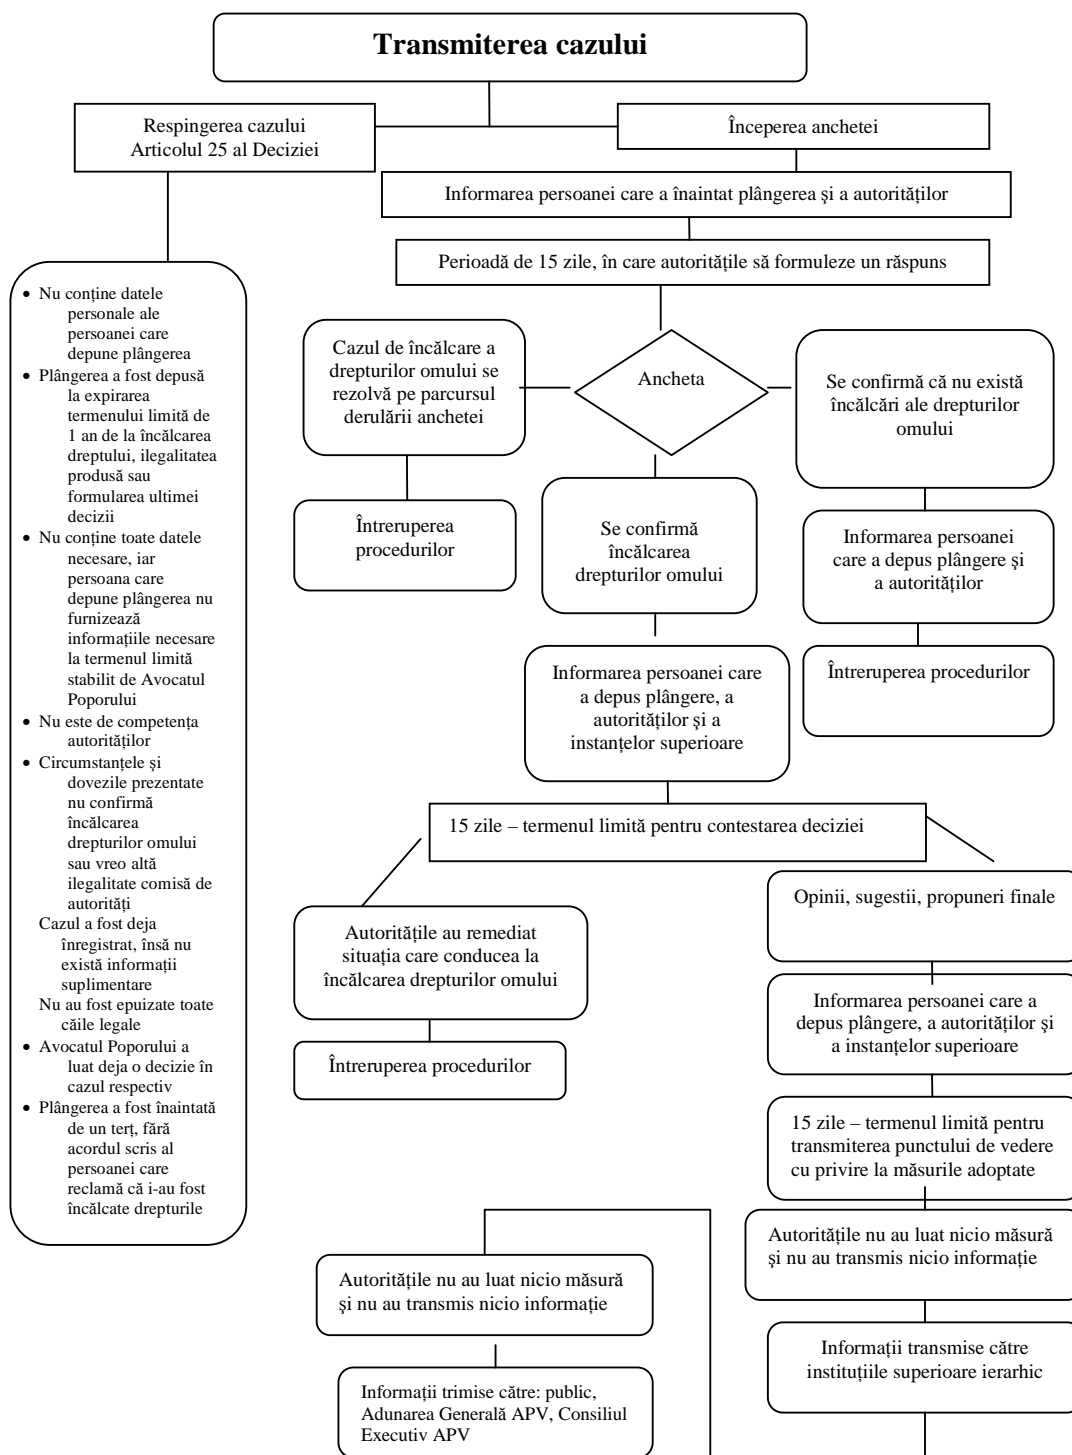 Transmiterea cazului
Respingerea cazului
Articolul 25 al Deciziei
Începerea anchetei
Informarea persoanei care a înaintat plângerea şi a autorităților
Perioadă de 15 zile, în care autoritățile să formuleze un răspuns
• Nu conține datele
personale ale
persoanei care
depune plângerea
• Plângerea a fost depusă
la expirarea
termenului limită de
1 an de la încălcarea
dreptului, ilegalitatea
produsă sau
formularea ultimei
decizii
• Nu conține toate datele
necesare, iar
persoana care
depune plângerea nu
furnizează
informațiile necesare
la termenul limită
stabilit de Avocatul
Poporului
• Nu este de competența
autorităților
• Circumstanțele şi
dovezile prezentate
nu confirmă
încălcarea
drepturilor omului
sau vreo altă
ilegalitate comisă de
autorități
Cazul a fost deja
înregistrat, însă nu
există informații
suplimentare
Nu au fost epuizate toate
căile legale
• Avocatul Poporului a
luat deja o decizie în
cazul respectiv
• Plângerea a fost înaintată
de un terț, fără
acordul scris al
persoanei care
reclamă că i-au fost
încălcate drepturile
Cazul de încălcare a
drepturilor omului se
rezolvă pe parcursul
derulării anchetei
Ancheta
Se confirmă că nu există
încălcări ale drepturilor
omului
Întreruperea
procedurilor
Se confirmă
încălcarea
drepturilor omului
Informarea persoanei
care a depus plângere şi
a autorităților
Întreruperea procedurilor
Informarea persoanei care
a depus plângere, a
autorităților şi a
instanțelor superioare
15 zile – termenul limită pentru contestarea deciziei
Autoritățile au remediat
situația care conducea la
încălcarea drepturilor omului
Întreruperea procedurilor
Opinii, sugestii, propuneri finale
Informarea persoanei care a
depus plângere, a autorităților şi
a instanțelor superioare
15 zile – termenul limită pentru
transmiterea punctului de vedere
cu privire la măsurile adoptate
Autoritățile nu au luat nicio măsură
şi nu au transmis nicio informație
Informații transmise către
instituțiile superioare ierarhic
Autoritățile nu au luat nicio măsură
şi nu au transmis nicio informație
Informații trimise către: public,
Adunarea Generală APV, Consiliul
Executiv APV